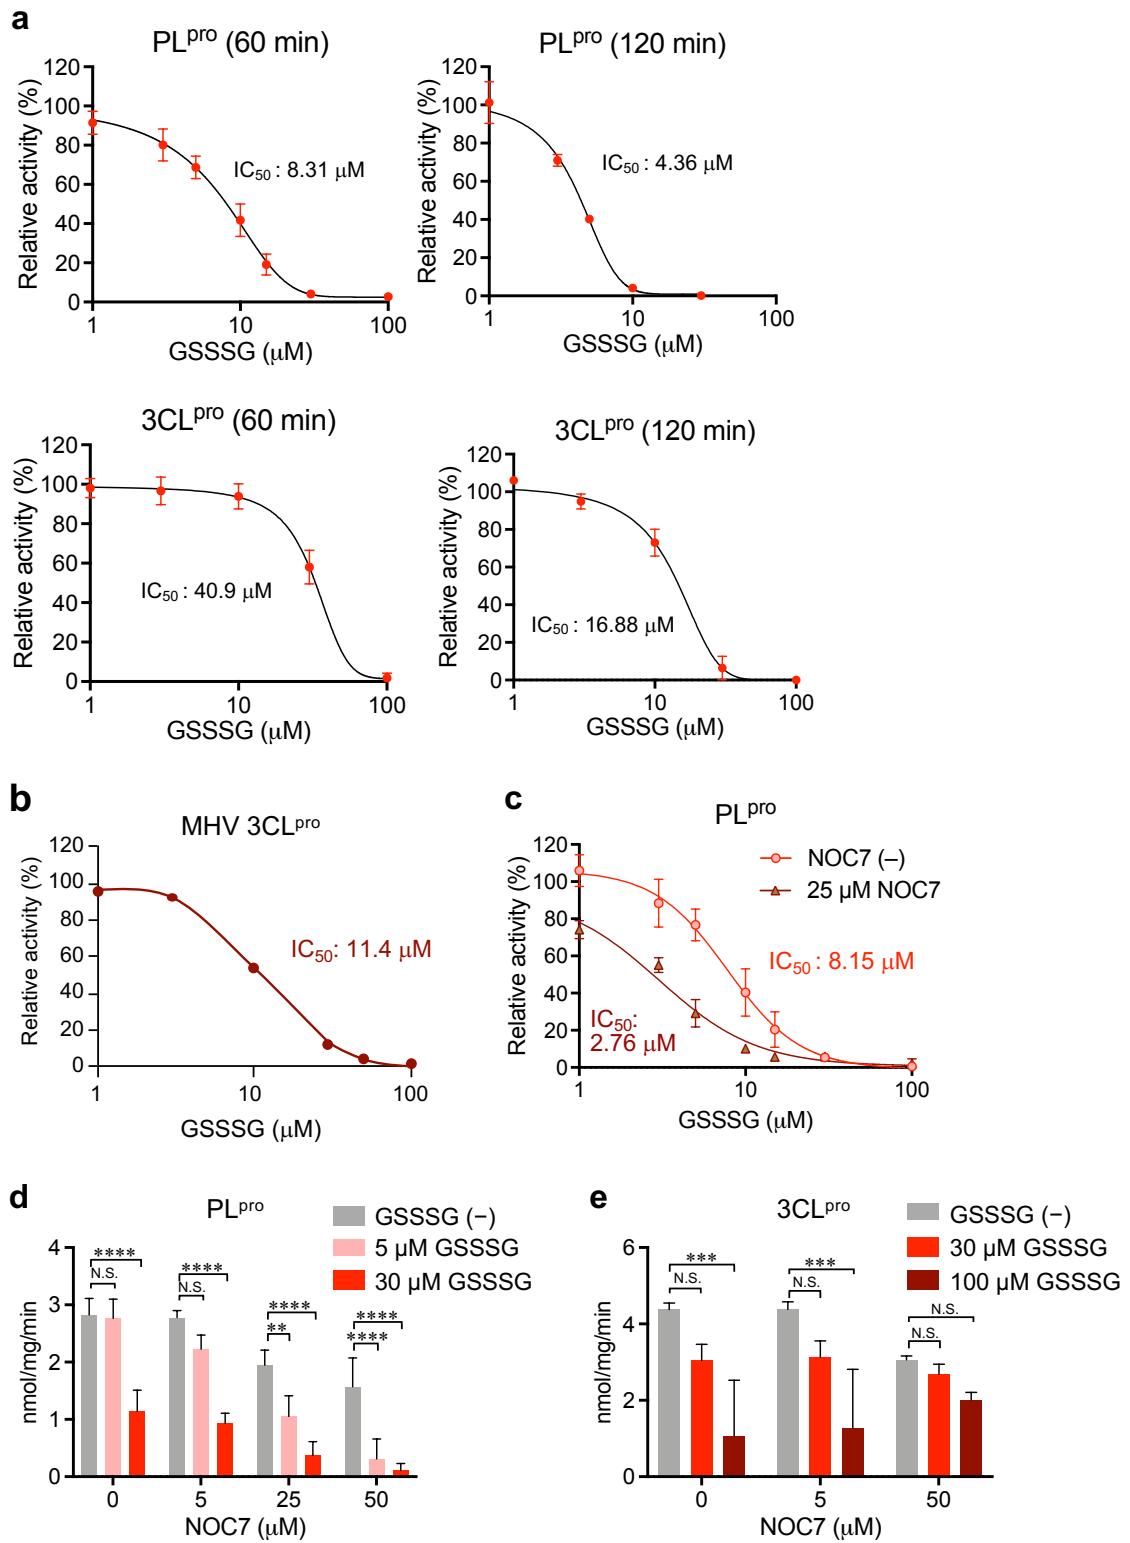 a
PLpro (60 min)
120
100
80
60
40
20
0
Relative activity (%)
IC50 : 8.31 μM
1 10 100
GSSSG (μM)
PLpro (120 min)
120
100
80
60
40
20
0
Relative activity (%)
IC50 : 4.36 μM
1 10 100
GSSSG (μM)
3CLpro (60 min)
120
100
80
60
40
20
0
Relative activity (%)
IC50 : 40.9 μM
1 10 100
GSSSG (μM)
3CLpro (120 min)
120
100
80
60
40
20
0
Relative activity (%)
IC50 : 16.88 μM
1 10 100
GSSSG (μM)
b
MHV 3CLpro
120
100
80
60
40
20
0
Relative activity (%)
IC50: 11.4 μM
1 10 100
GSSSG (μM)
c
PLpro
NOC7 (−)
25 μM NOC7
120
100
80
60
40
20
0
Relative activity (%)
IC50 : 8.15 μM
IC50:
2.76 μM
1 10 100
GSSSG (μM)
d
PLpro
GSSSG (−)
5 μM GSSSG
30 μM GSSSG
4
3
2
1
0
nmol/mg/min
****
N.S.
****
N.S.
****
**
****
****
0 5 25 50
NOC7 (μM)
e
3CLpro
GSSSG (−)
30 μM GSSSG
100 μM GSSSG
6
4
2
0
nmol/mg/min
***
N.S.
***
N.S.
N.S.
N.S.
0 5 50
NOC7 (μM)